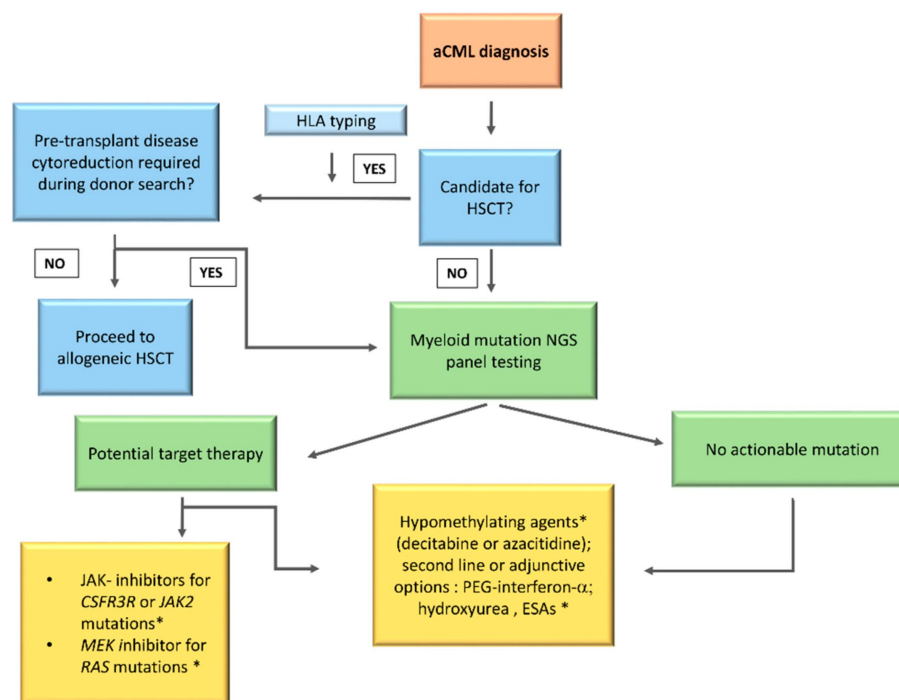 aCML diagnosis
HLA typing
Pre-transplant disease
cytoreduction required
during donor search?
YES
Candidate for
HSCT?
NO
YES
NO
Proceed to
allogeneic HSCT
Myeloid mutation NGS
panel testing
Potential target therapy
No actionable mutation
Hypomethylating agents*
(decitabine or azacitidine);
second line or adjunctive
options : PEG-interferon-α;
hydroxyurea , ESAs *
• JAK- inhibitors for
CSFR3R or JAK2
mutations*
• MEK inhibitor for
RAS mutations *